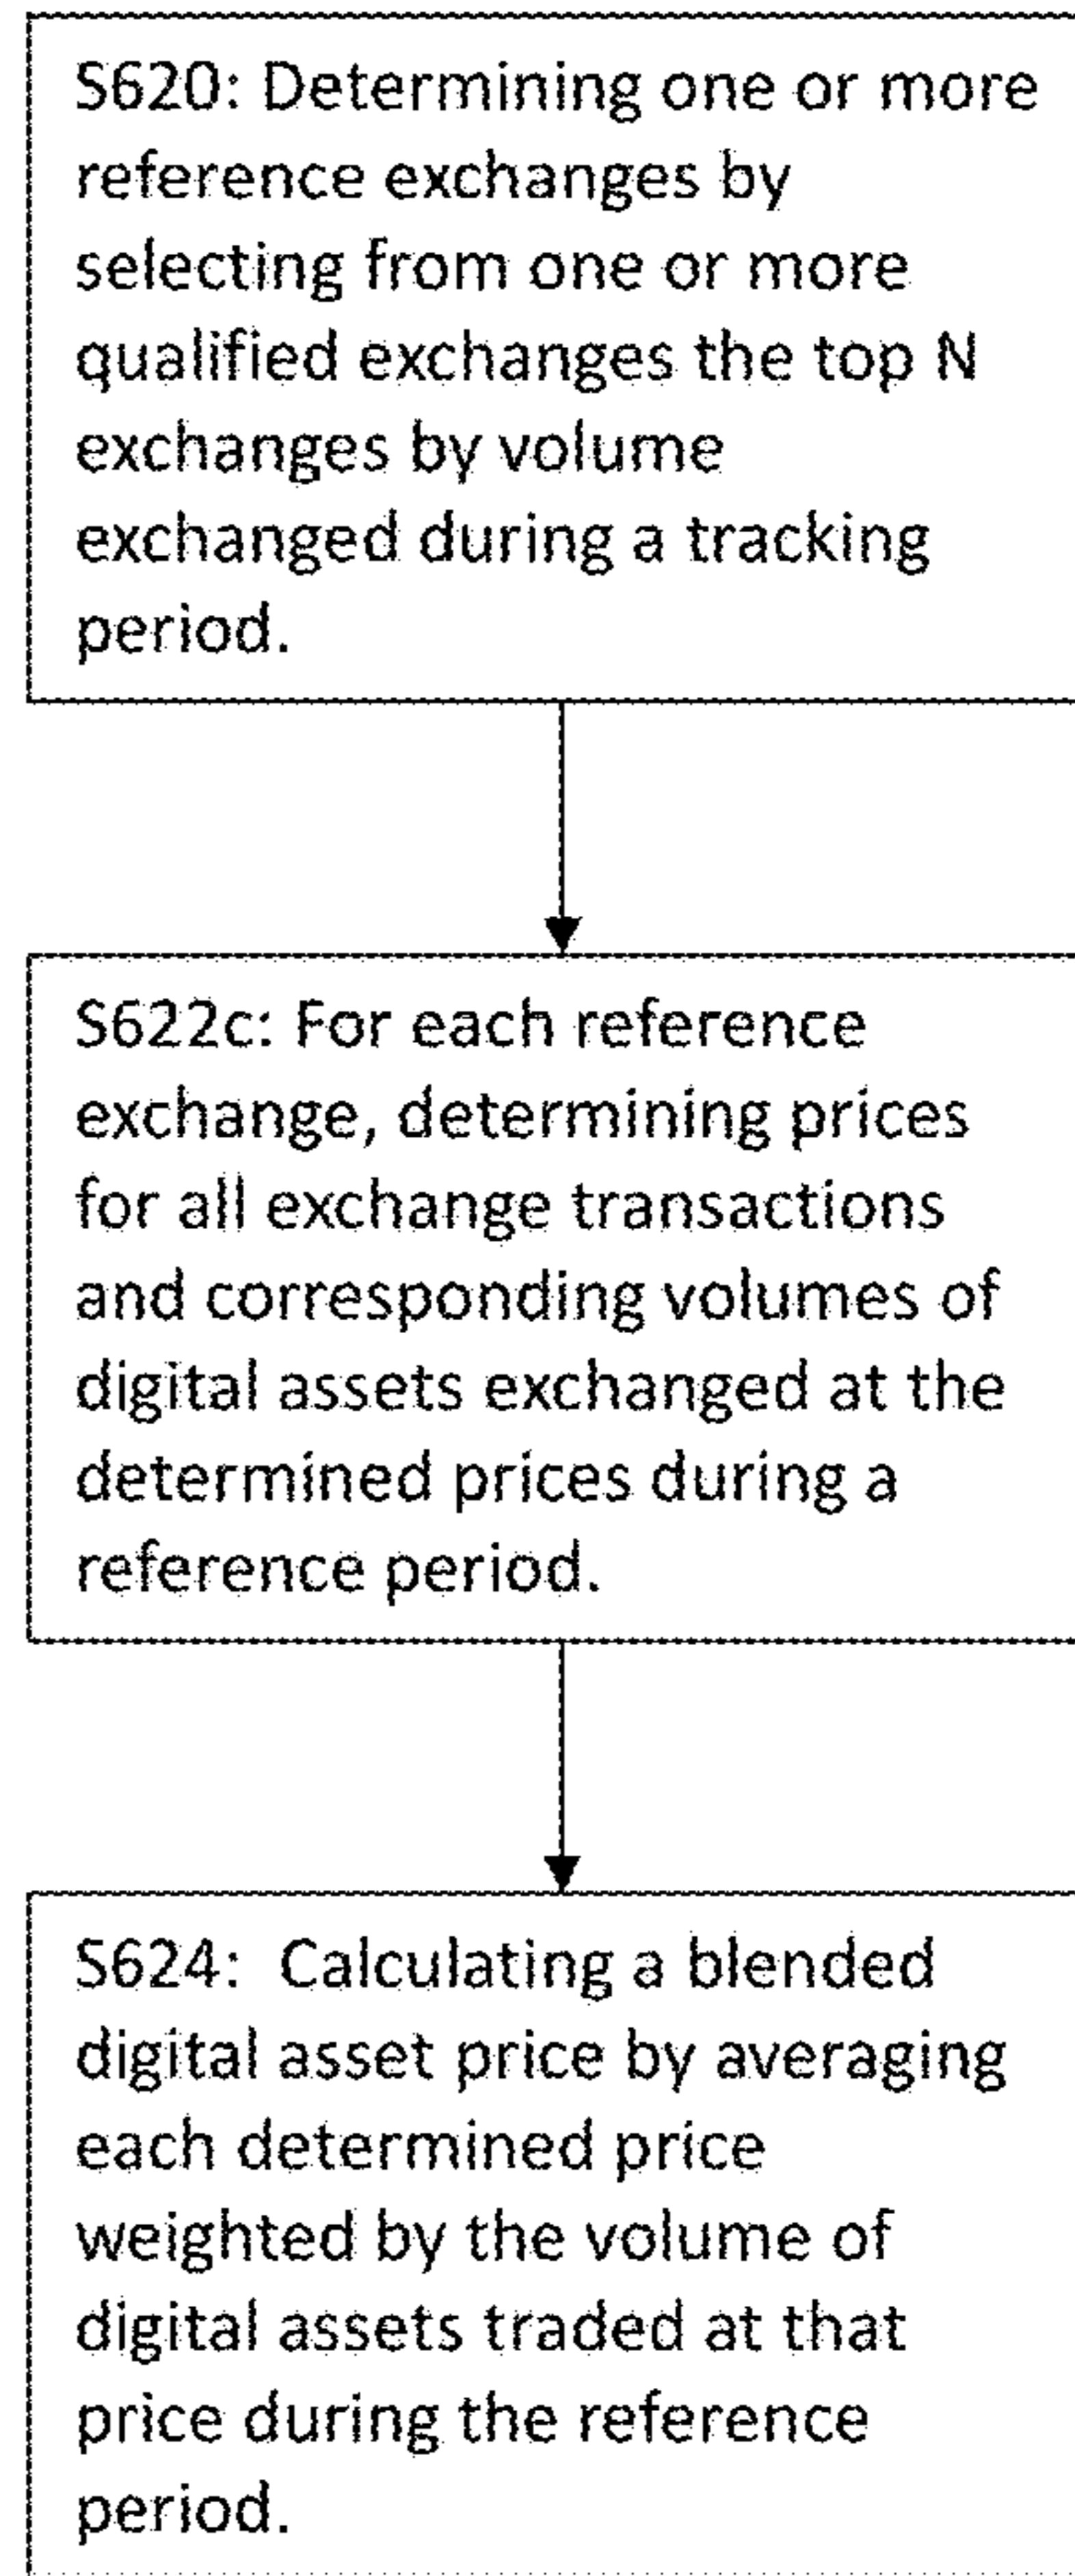 S620: Determining one or more
reference exchanges by
selecting from one or more
qualified exchanges the top N
exchanges by volume
exchanged during a tracking
period.
S622c: For each reference
exchange, determining prices
for all exchange transactions
and corresponding volumes of
digital assets exchanged at the
determined prices during a
reference period.
S624: Calculating a blended
digital asset price by averaging
each determined price
weighted by the volume of
digital assets traded at that
price during the reference
period.